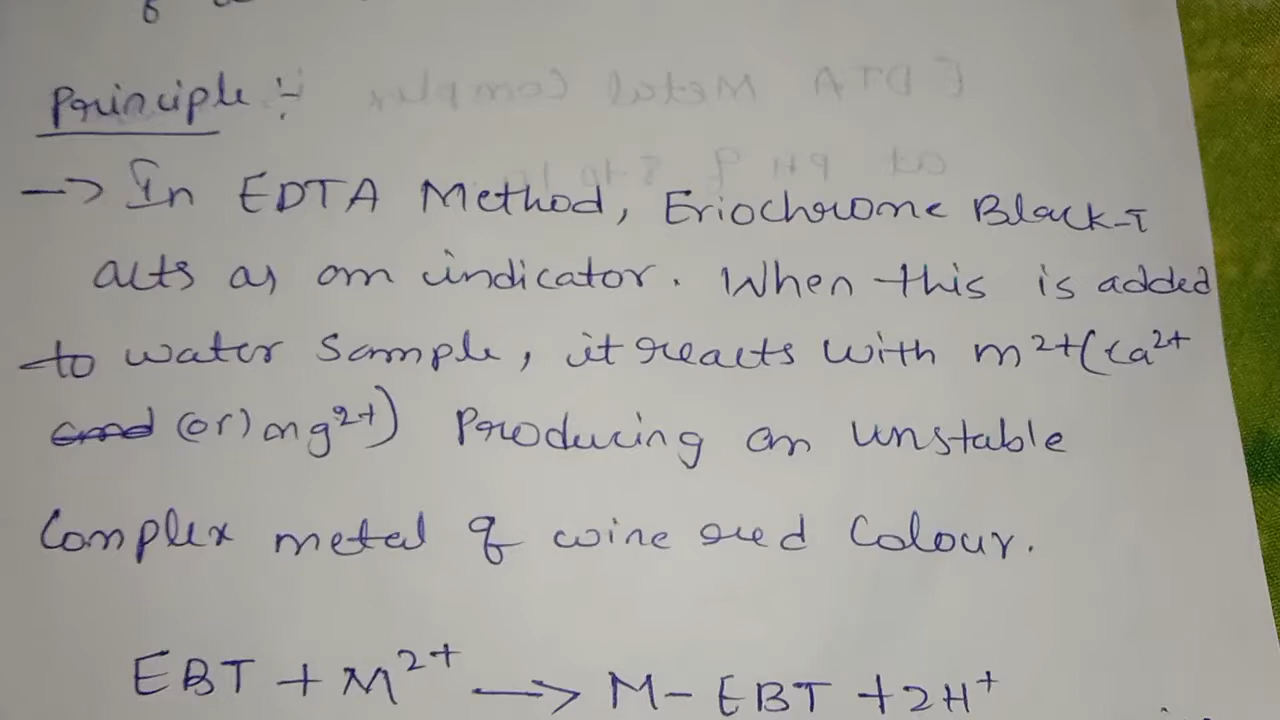 Principle :-
-> In EDTA Method, Eriochrome Black-T
acts as an indicator. When this is added
to water sample, it reacts with m2+(Ca2+
and (or) mg2+) Producing an unstable
Complex metal of wine red Colour.
EBT + M2+ —> M- EBT + 2H+